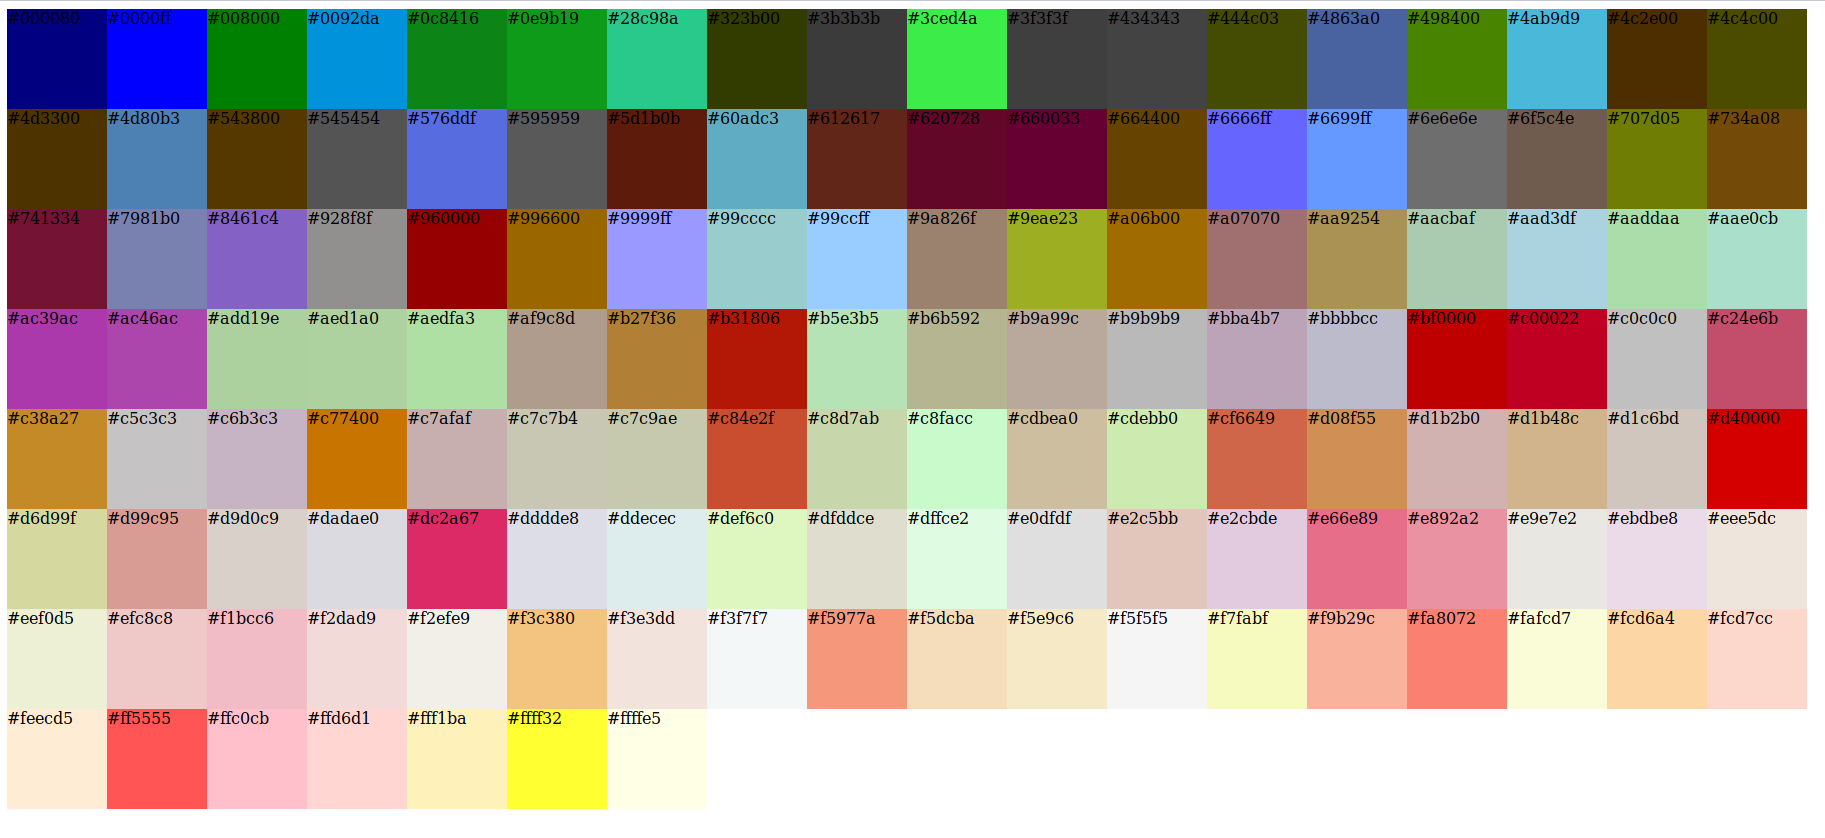 #000080 #0000ff #008000 #0092da #0c8416 #0e9b19 #28c98a #323b00 #3b3b3b #3ced4a #3f3f3f #434343 #444c03 #4863a0 #498400 #4ab9d9 #4c2e00 #4c4c00
#4d3300 #4d80b3 #543800 #545454 #576ddf #595959 #5d1b0b #60adc3 #612617 #620728 #660033 #664400 #6666ff #6699ff #6e6e6e #6f5c4e #707d05 #734a08
#741334 #7981b0 #8461c4 #928f8f #960000 #996600 #9999ff #99cccc #99ccff #9a826f #9eae23 #a06b00 #a07070 #aa9254 #aacbaf #aad3df #aaddaa #aae0cb
#ac39ac #ac46ac #add19e #aed1a0 #aedfa3 #af9c8d #b27f36 #b31806 #b5e3b5 #b6b592 #b9a99c #b9b9b9 #bba4b7 #bbbbcc #bf0000 #c00022 #c0c0c0 #c24e6b
#c38a27 #c5c3c3 #c6b3c3 #c77400 #c7afaf #c7c7b4 #c7c9ae #c84e2f #c8d7ab #c8facc #cdbea0 #cdebb0 #cf6649 #d08f55 #d1b2b0 #d1b48c #d1c6bd #d40000
#d6d99f #d99c95 #d9d0c9 #dadae0 #dc2a67 #dddde8 #ddecec #def6c0 #dfddce #dffce2 #e0dfdf #e2c5bb #e2cbde #e66e89 #e892a2 #e9e7e2 #ebdbe8 #eee5dc
#eef0d5 #efc8c8 #f1bcc6 #f2dad9 #f2efe9 #f3c380 #f3e3dd #f3f7f7 #f5977a #f5dcba #f5e9c6 #f5f5f5 #f7fabf #f9b29c #fa8072 #fafcd7 #fcd6a4 #fcd7cc
#feecd5 #ff5555 #ffc0cb #ffd6d1 #fff1ba #ffff32 #ffffe5